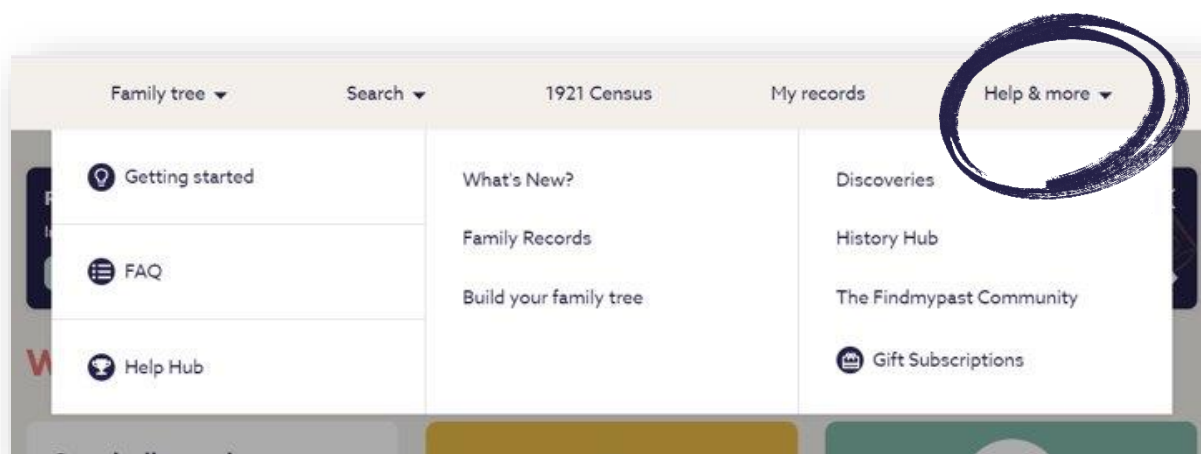 Family tree
Search
1921 Census
My records
Help & more
Getting started
FAQ
Help Hub
What's New?
Family Records
Build your family tree
Discoveries
History Hub
The Findmypast Community
Gift Subscriptions